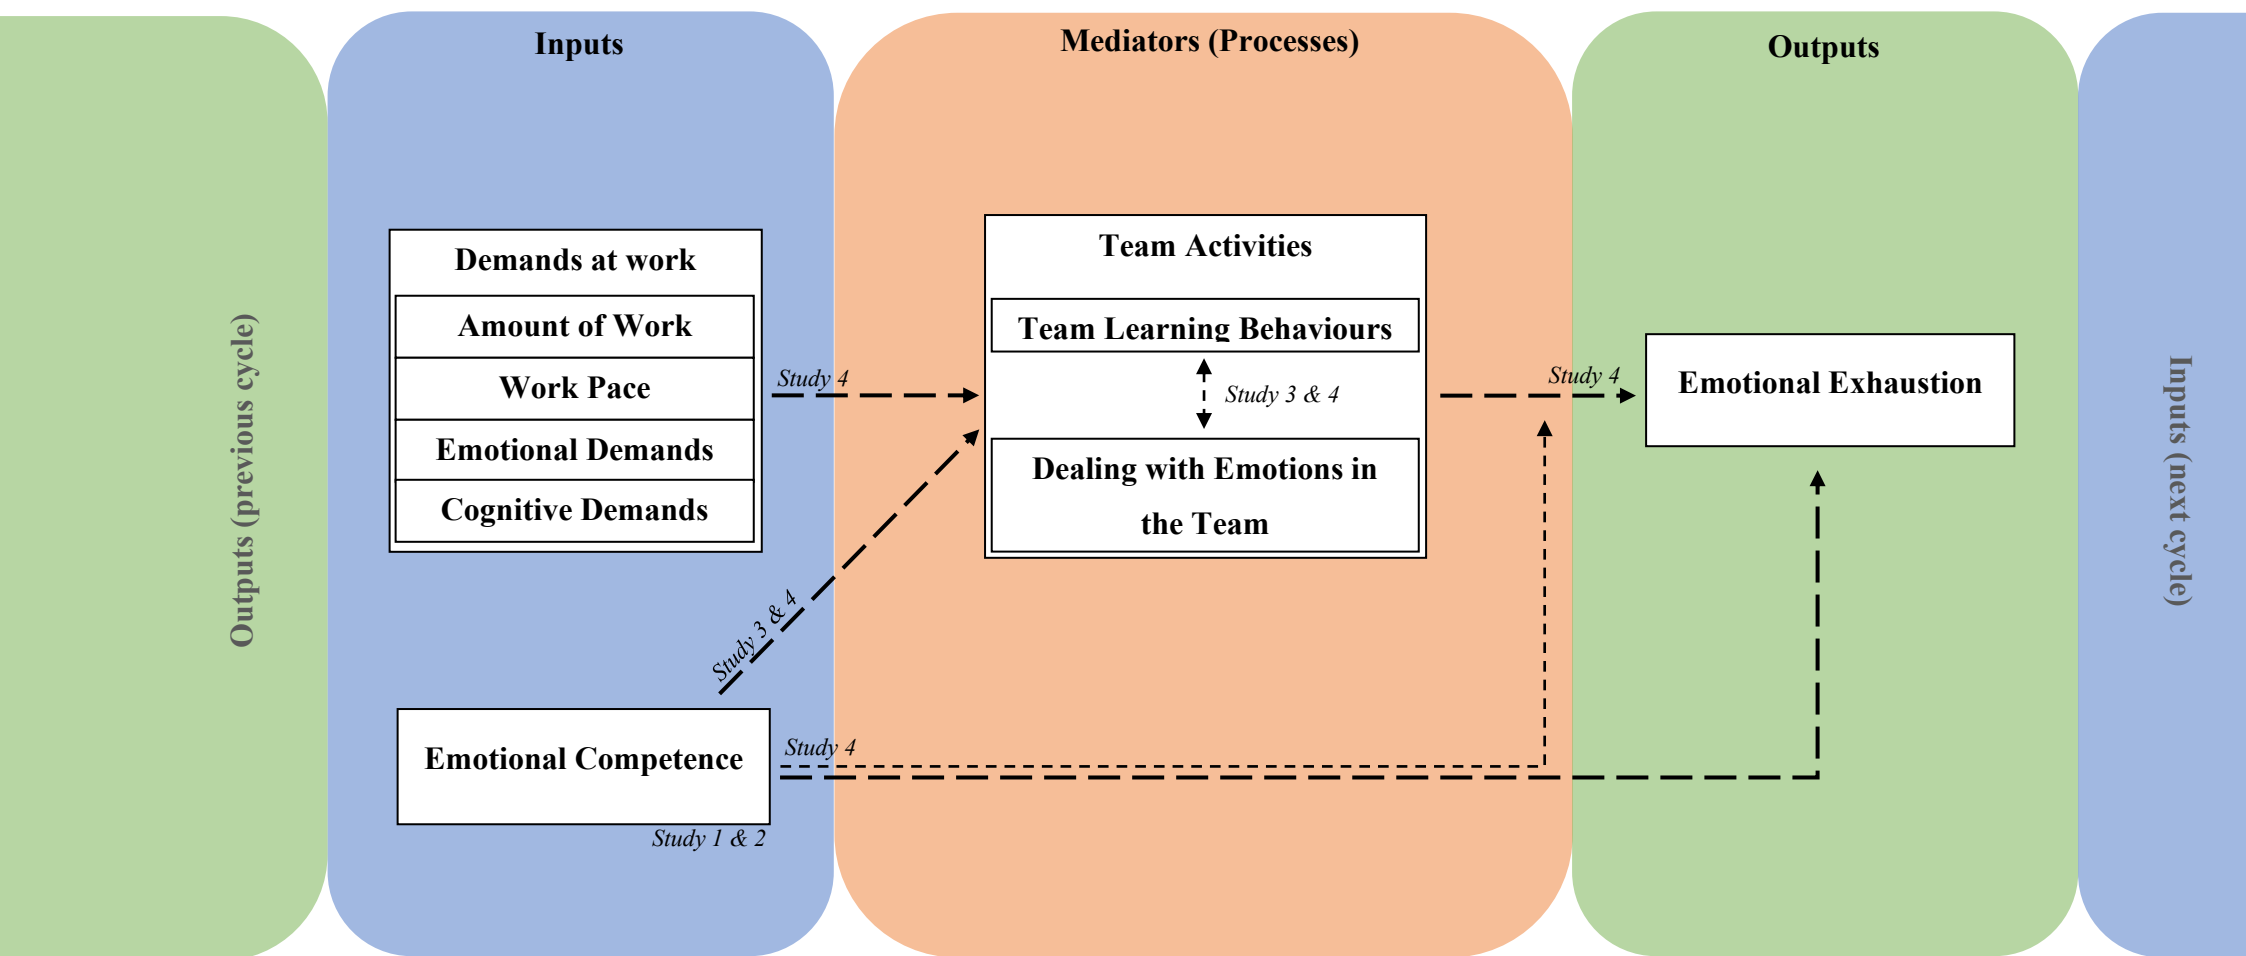 Outputs (previous cycle)
Inputs
Demands at work
Amount of Work
Work Pace
Emotional Demands
Cognitive Demands
Study 4
Study 3 & 4
Emotional Competence
Study 4
Study 1 & 2
Mediators (Processes)
Team Activities
Team Learning Behaviours
Study 3 & 4
Dealing with Emotions in
the Team
Outputs
Study 4
Emotional Exhaustion
Inputs (next cycle)